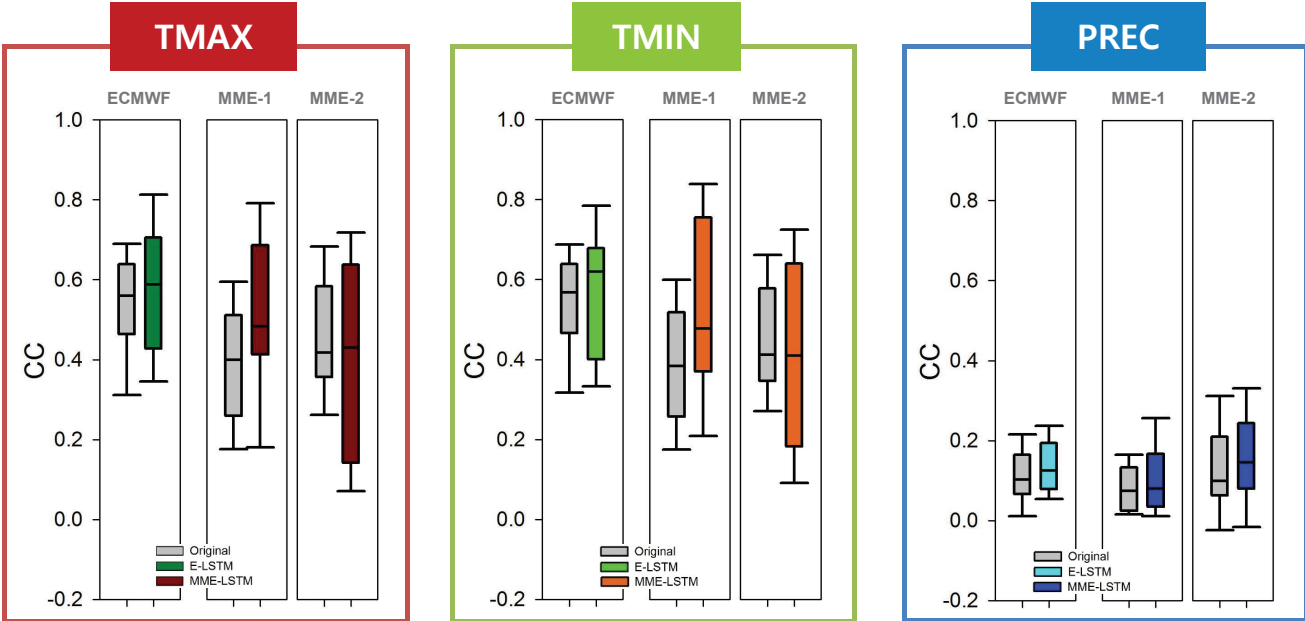 TMAX
ECMWF MME-1 MME-2
1.0
0.8
0.6
0.4
0.2
0.0
-0.2
CC
Original
E-LSTM
MME-LSTM
TMIN
ECMWF MME-1 MME-2
1.0
0.8
0.6
0.4
0.2
0.0
-0.2
CC
Original
E-LSTM
MME-LSTM
PREC
ECMWF MME-1 MME-2
1.0
0.8
0.6
0.4
0.2
0.0
-0.2
CC
Original
E-LSTM
MME-LSTM